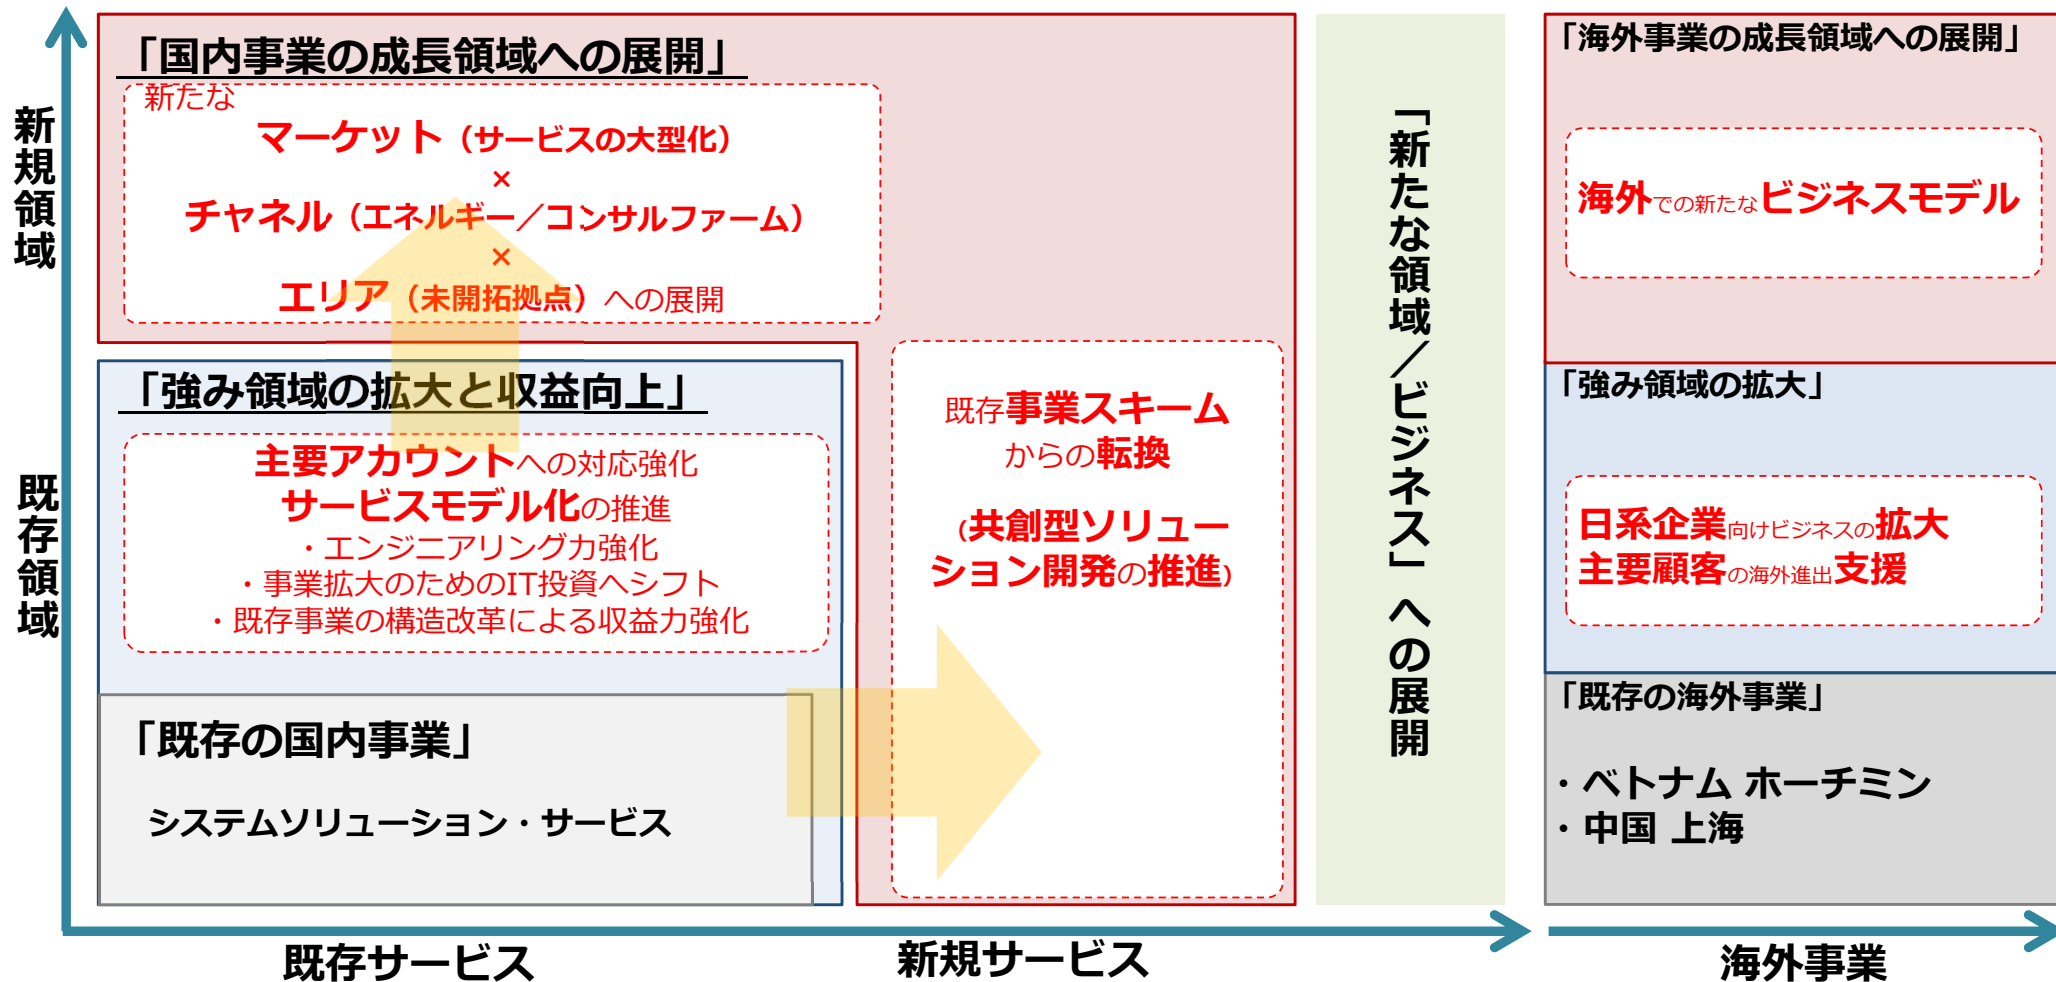 新規領域
既存領域
「国内事業の成長領域への展開」
新たな
マーケット（サービスの大型化）
×
チャネル（エネルギー／コンサルファーム）
×
エリア（未開拓拠点）への展開
「強み領域の拡大と収益向上」
主要アカウントへの対応強化
サービスモデル化の推進
・エンジニアリング力強化
・事業拡大のためのIT投資へシフト
・既存事業の構造改革による収益力強化
「既存の国内事業」
システムソリューション・サービス
既存事業スキーム
からの転換
(共創型ソリュー
ション開発の推進)
「新たな領域／ビジネス」への展開
「海外事業の成長領域への展開」
海外での新たなビジネスモデル
「強み領域の拡大」
日系企業向けビジネスの拡大
主要顧客の海外進出支援
「既存の海外事業」
・ベトナム ホーチミン
・中国 上海
既存サービス
新規サービス
海外事業